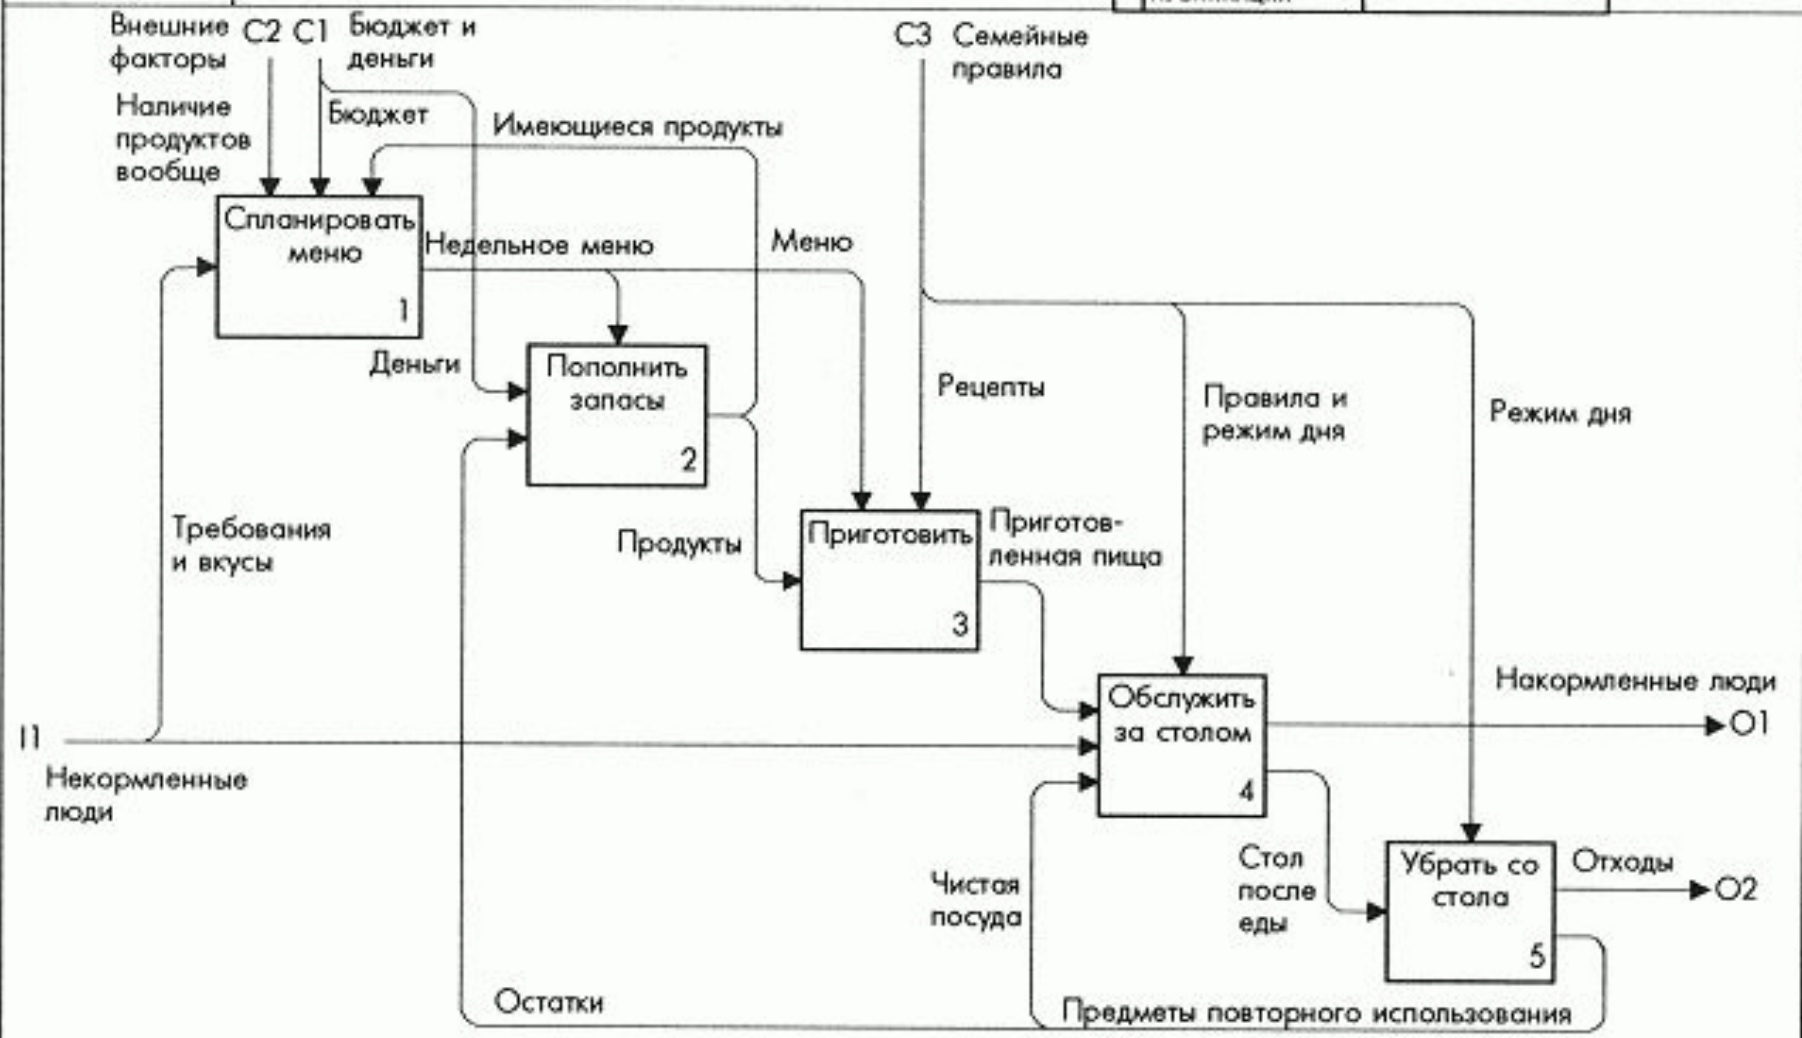 Внешние
факторы
C2
C1
Бюджет и
деньги
C3
Семейные
правила
Наличие
продуктов
вообще
Бюджет
Имеющиеся продукты
Спланировать
меню
1
Недельное меню
Меню
Деньги
Пополнить
запасы
2
Рецепты
Правила и
режим дня
Режим дня
Требования
и вкусы
Продукты
Приготовить
3
Приготов-
ленная пища
I1
Некормленные
люди
Обслужить
за столом
4
Накормленные люди
O1
Чистая
посуда
Стол
после
еды
Убрать со
стола
5
Отходы
O2
Остатки
Предметы повторного использования